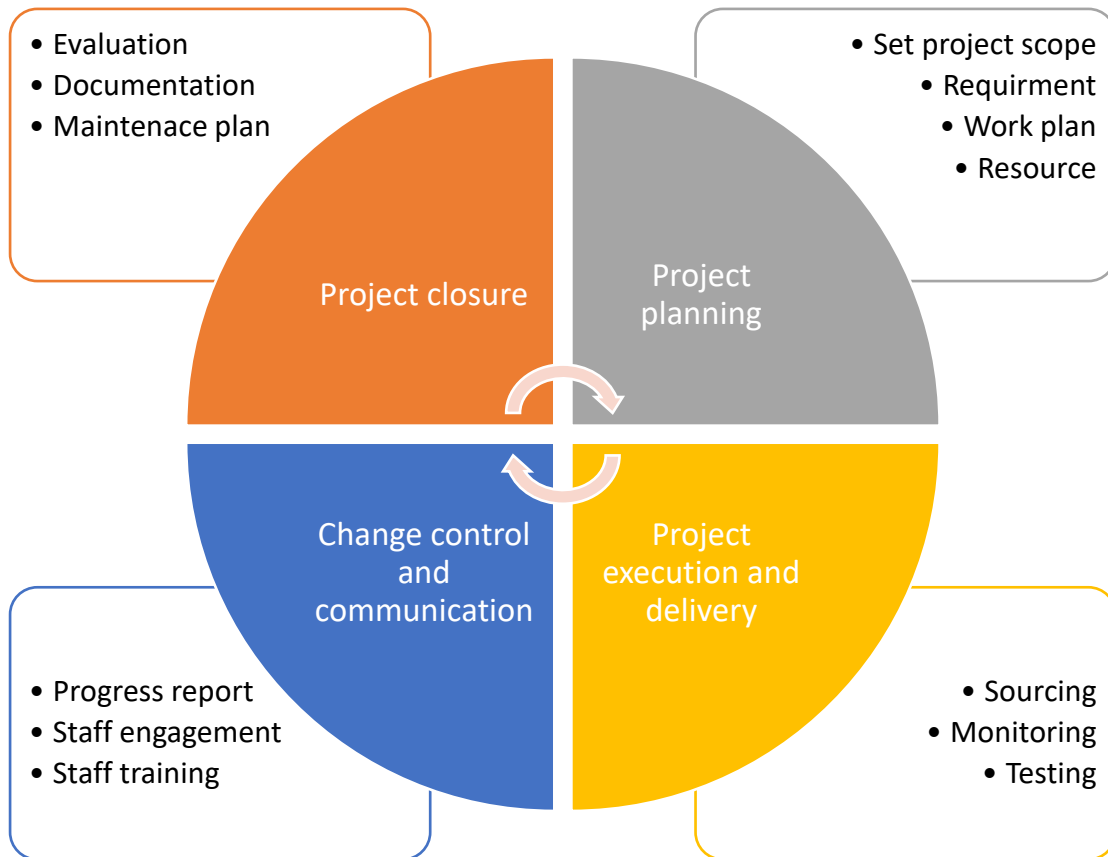 • Evaluation
• Documentation
• Maintenace plan
• Set project scope
• Requirment
• Work plan
• Resource
Project closure
Project
planning
Change control
and
communication
Project
execution and
delivery
• Progress report
• Staff engagement
• Staff training
• Sourcing
• Monitoring
• Testing